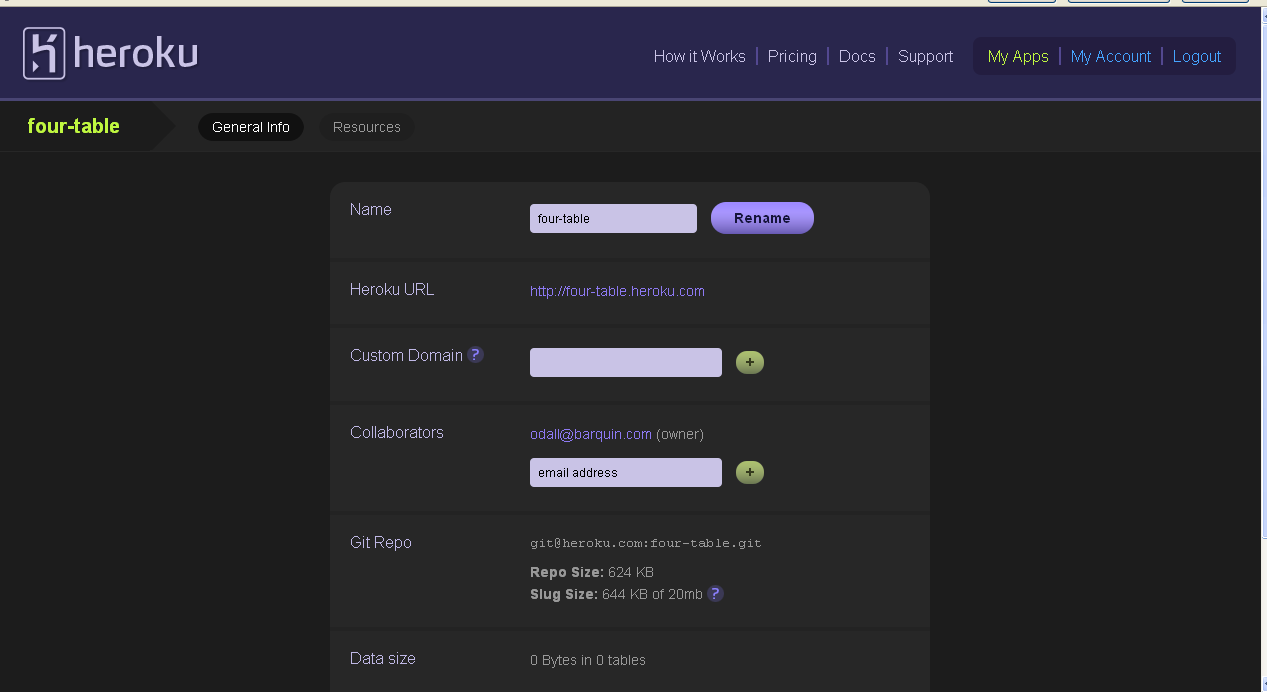 heroku
How it Works Pricing Docs Support My Apps My Account Logout
four-table General Info Resources
Name four-table Rename
Heroku URL http://four-table.heroku.com
Custom Domain ? +
Collaborators odall@barquin.com (owner)
email address +
Git Repo git@heroku.com:four-table.git
Repo Size: 624 KB
Slug Size: 644 KB of 20mb ?
Data size 0 Bytes in 0 tables